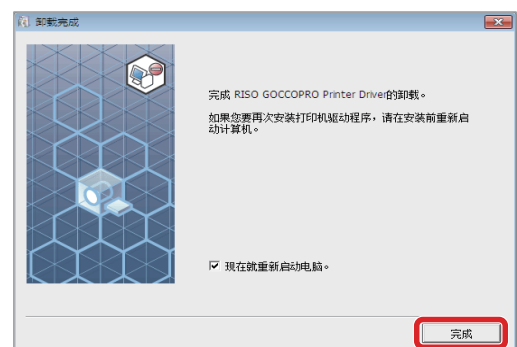 卸载完成
完成 RISO GOCCOPRO Printer Driver的卸载。
如果您要再次安装打印机驱动程序，请在安装前重新启
动计算机。
现在就重新启动电脑。
完成